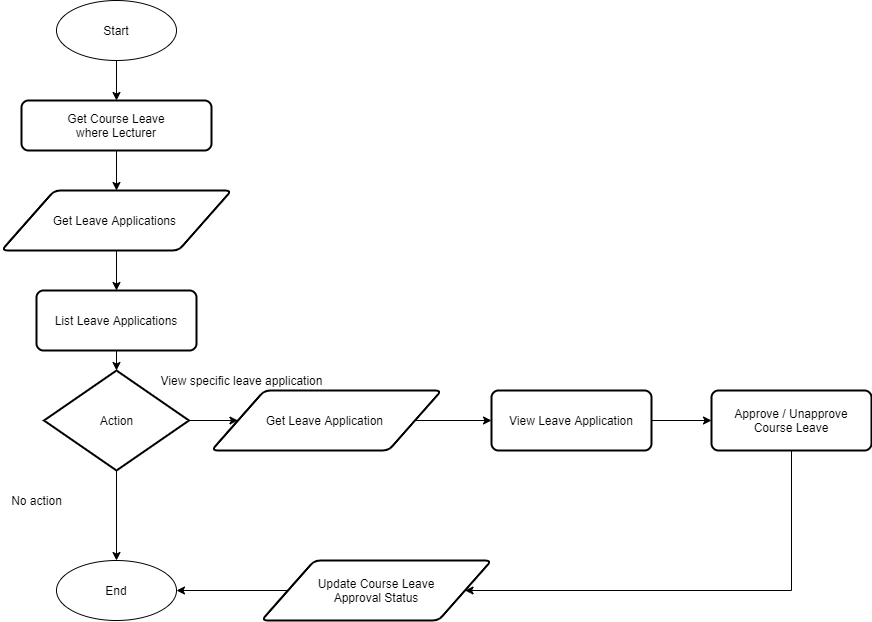 Start
Get Course Leave
where Lecturer
Get Leave Applications
List Leave Applications
View specific leave application
Action
Get Leave Application
View Leave Application
Approve / Unapprove
Course Leave
No action
End
Update Course Leave
Approval Status